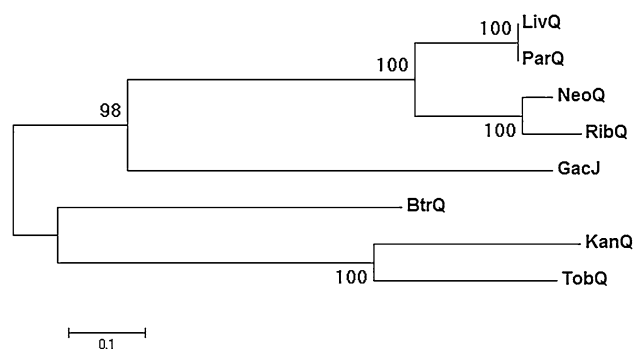 100 LivQ
ParQ
100
NeoQ
98
100 RibQ
GacJ
BtrQ
KanQ
100 TobQ
0.1